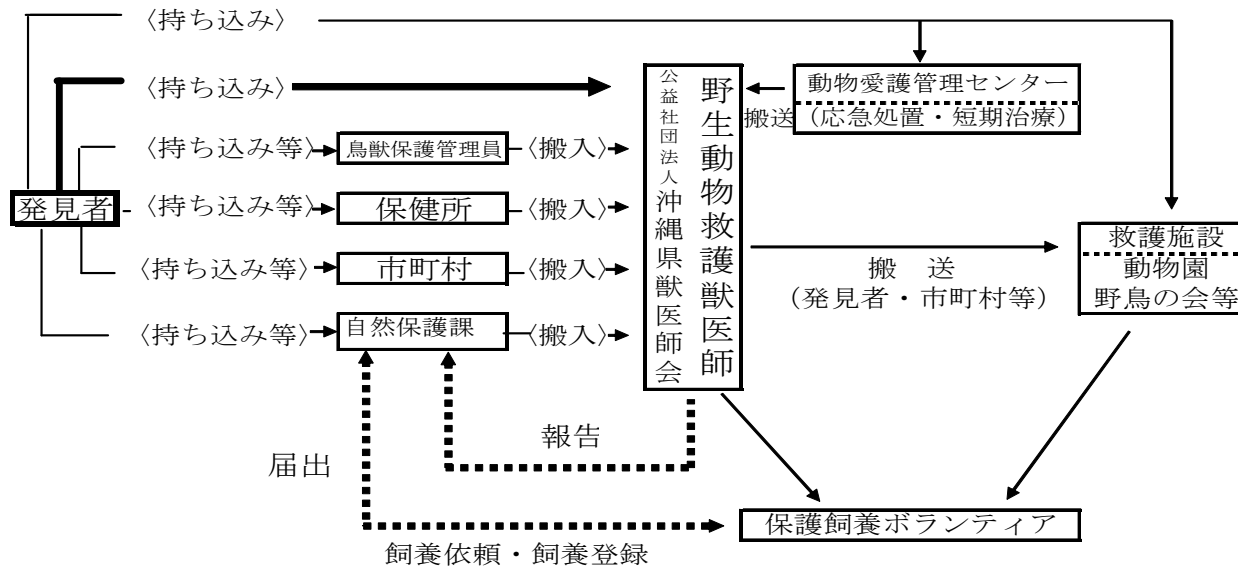 〈持ち込み〉
〈持ち込み〉
動物愛護管理センター
(応急処置・短期治療)
搬送
野生動物救護獣医師
公益社団法人沖縄県獣医師会
〈持ち込み等〉
鳥獣保護管理員
〈搬入〉
発見者
〈持ち込み等〉
保健所
〈搬入〉
〈持ち込み等〉
市町村
〈搬入〉
〈持ち込み等〉
自然保護課
〈搬入〉
搬　送
(発見者・市町村等)
救護施設
動物園
野鳥の会等
報告
届出
保護飼養ボランティア
飼養依頼・飼養登録